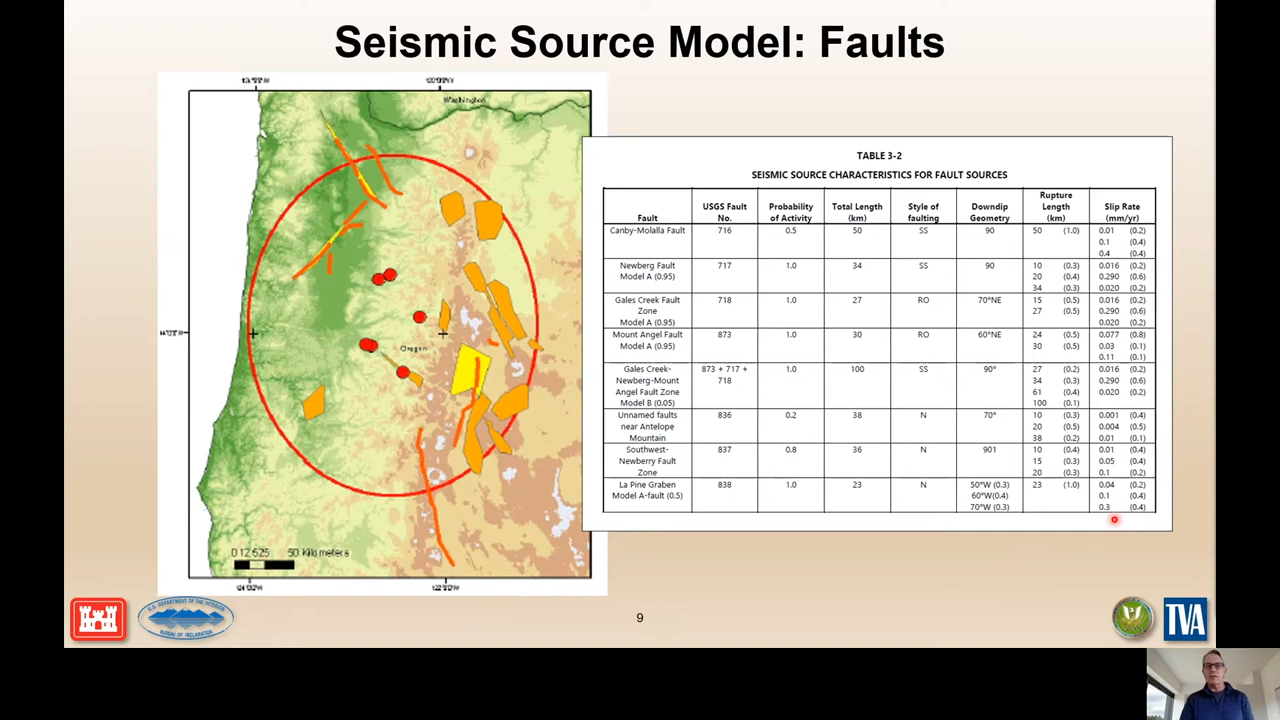 Seismic Source Model: Faults
Washington
Oregon
50 Kilometers
TABLE 3-2
SEISMIC SOURCE CHARACTERISTICS FOR FAULT SOURCES
Fault USGS Fault No. Probability of Activity Total Length (km) Style of faulting Downdip Geometry Rupture Length (km) Slip Rate (mm/yr)
Canby-Molalla Fault 716 0.5 50 SS 90 50 (1.0) 0.01 (0.2)
0.1 (0.4)
0.4 (0.4)
Newberg Fault 717 1.0 34 SS 90 10 (0.3) 0.016 (0.2)
Model A (0.95) 20 (0.4) 0.290 (0.6)
34 (0.3) 0.020 (0.2)
Gales Creek Fault 718 1.0 27 RO 70°NE 15 (0.5) 0.016 (0.2)
Zone 27 (0.5) 0.290 (0.6)
Model A (0.95) 0.020 (0.2)
Mount Angel Fault 873 1.0 30 RO 60°NE 24 (0.5) 0.077 (0.8)
Model A (0.95) 30 (0.5) 0.03 (0.1)
0.11 (0.1)
Gales Creek- 873 + 717 + 1.0 100 SS 90° 27 (0.2) 0.016 (0.2)
Newberg-Mount 718 34 (0.3) 0.290 (0.6)
Angel Fault Zone 61 (0.4) 0.020 (0.2)
Model B (0.05) 100 (0.1)
Unnamed faults 836 0.2 38 N 70° 10 (0.3) 0.001 (0.4)
near Antelope 20 (0.5) 0.004 (0.5)
Mountain 38 (0.2) 0.01 (0.1)
Southwest- 837 0.8 36 N 901 10 (0.4) 0.01 (0.4)
Newberry Fault 15 (0.3) 0.05 (0.4)
Zone 20 (0.3) 0.1 (0.2)
La Pine Graben 838 1.0 23 N 50°W (0.3) 23 (1.0) 0.04 (0.2)
Model A-fault (0.5) 60°W(0.4) 0.1 (0.4)
70°W (0.3) 0.3 (0.4)
U.S. DEPARTMENT OF THE INTERIOR
BUREAU OF RECLAMATION
9
TVA